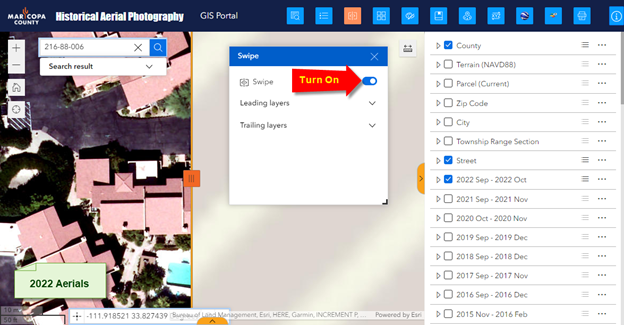 MARICOPA
COUNTY
Historical Aerial Photography
GIS Portal
216-88-006
Search result
Swipe
Swipe
Turn On
Leading layers
Trailing layers
County
Terrain (NAVD88)
Parcel (Current)
Zip Code
City
Township Range Section
Street
2022 Sep - 2022 Oct
2021 Sep - 2021 Nov
2020 Oct - 2020 Nov
2019 Sep - 2019 Dec
2018 Sep - 2018 Dec
2017 Sep - 2017 Nov
2016 Sep - 2016 Dec
2015 Nov - 2016 Feb
2022 Aerials
-111.918521 33.827439
Bureau of Land Management, Esri, HERE, Garmin, INCREMENT P, ...
Powered by Esri